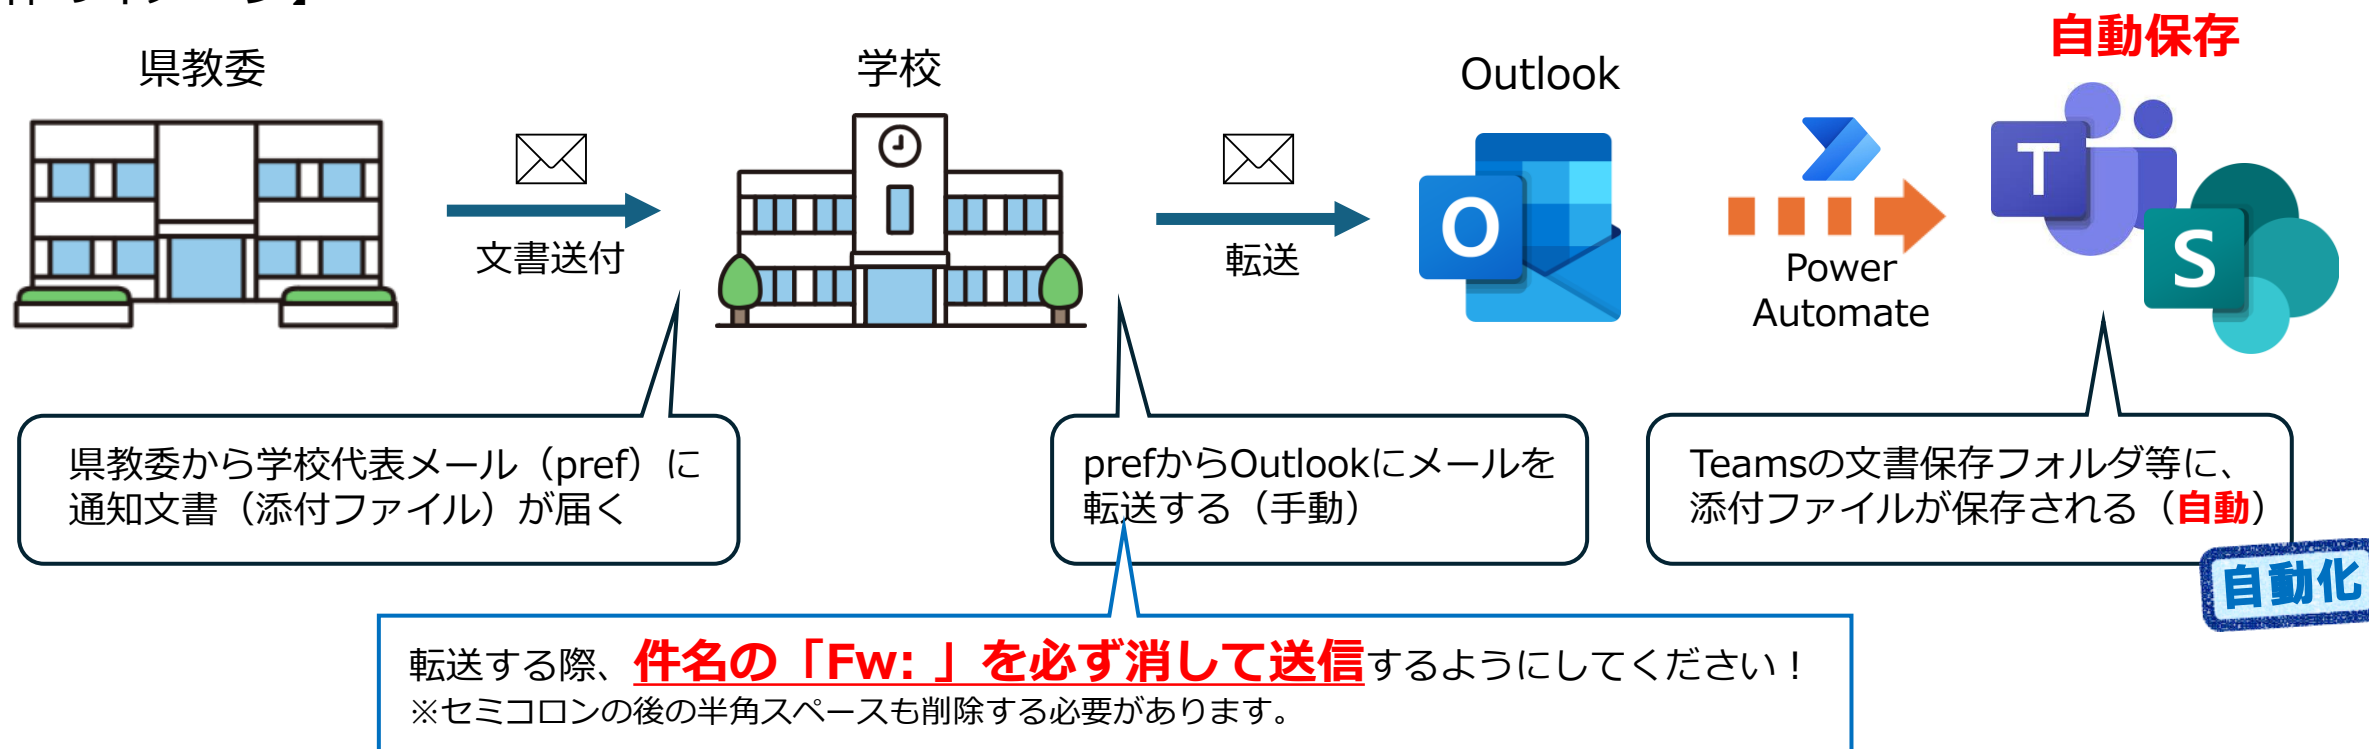 県教委
学校
Outlook
自動保存
文書送付
転送
Power
Automate
県教委から学校代表メール（pref）に
通知文書（添付ファイル）が届く
prefからOutlookにメールを
転送する（手動）
Teamsの文書保存フォルダ等に、
添付ファイルが保存される（自動）
自動化
転送する際、件名の「Fw: 」を必ず消して送信するようにしてください！
※セミコロンの後の半角スペースも削除する必要があります。